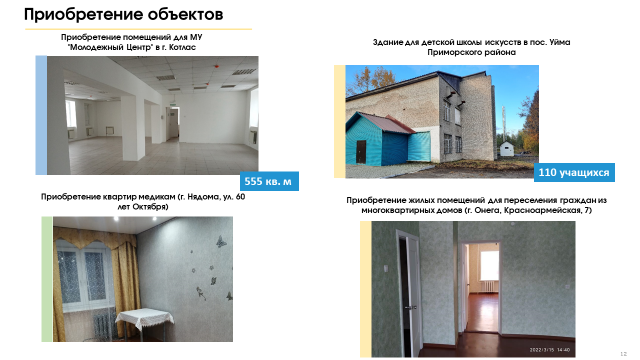 Приобретение объектов
Приобретение помещений для МУ
"Молодежный Центр" в г. Котлас
555 кв. м
Здание для детской школы искусств в пос. Уйма
Приморского района
110 учащихся
Приобретение квартир медикам (г. Нядома, ул. 60
лет Октября)
Приобретение жилых помещений для переселения граждан из
многоквартирных домов (г. Онега, Красноармейская, 7)
2022/3/15 14:40
12